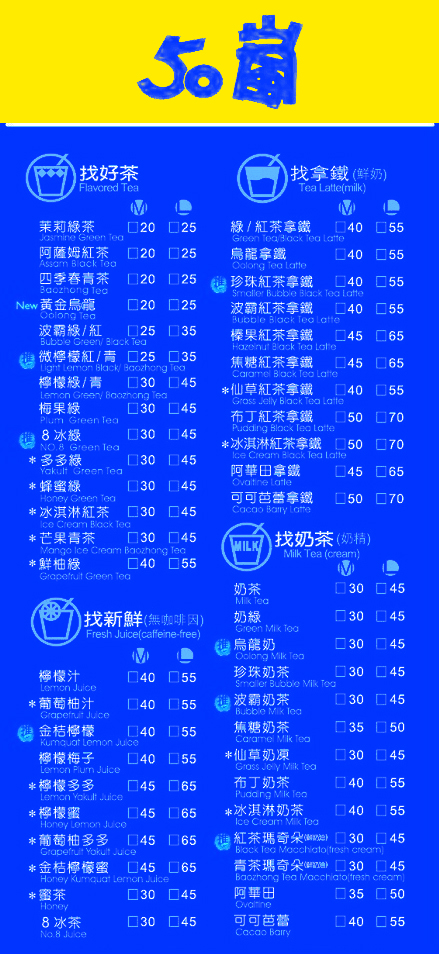 50嵐
找好茶
Flavored Tea
M L
茉莉綠茶 20 25
Jasmine Green Tea
阿薩姆紅茶 20 25
Assam Black Tea
四季春青茶 20 25
Baozhong Tea
New 黃金烏龍 20 25
Oolong Tea
波霸綠/紅 25 35
Bubble Green/ Black Tea
推 微檸檬紅/青 25 35
Light Lemon Black/ Baozhong Tea
檸檬綠/青 30 45
Lemon Green/ Baozhong Tea
梅果綠 30 45
Plum Green Tea
推 8冰綠 30 45
NO.8 Green Tea
*多多綠 30 45
Yakult Green Tea
*蜂蜜綠 30 45
Honey Green Tea
*冰淇淋紅茶 30 45
Ice Cream Black Tea
*芒果青茶 30 45
Mango Ice Cream Baozhong Tea
*鮮柚綠 40 55
Grapefruit Green Tea
找新鮮(無咖啡因)
Fresh Juice(caffeine-free)
M L
檸檬汁 40 55
Lemon Juice
*葡萄柚汁 40 55
Grapefruit Juice
推 金桔檸檬 40 55
Kumquat Lemon Juice
檸檬梅子 40 55
Lemon Plum Juice
*檸檬多多 45 65
Lemon Yakult Juice
*檸檬蜜 40 55
Honey Lemon Juice
*葡萄柚多多 45 65
Grapefruit Yakult Juice
*金桔檸檬蜜 45 65
Honey Kumquat Lemon Juice
*蜜茶 30 45
Honey
8冰茶 30 45
No.8 Juice
找拿鐵(鮮奶)
Tea Latte(milk)
M L
綠/紅茶拿鐵 40 55
Green Tea/Black Tea Latte
烏龍拿鐵 40 55
Oolong Tea Latte
推 珍珠紅茶拿鐵 40 55
Smaller Bubble Black Tea Latte
波霸紅茶拿鐵 40 55
Bubble Black Tea Latte
榛果紅茶拿鐵 45 65
Hazelnut Black Tea Latte
焦糖紅茶拿鐵 45 65
Caramel Black Tea Latte
*仙草紅茶拿鐵 40 55
Grass Jelly Black Tea Latte
布丁紅茶拿鐵 50 70
Pudding Black Tea Latte
*冰淇淋紅茶拿鐵 50 70
Ice Cream Black Tea Latte
阿華田拿鐵 45 65
Ovaltine Latte
可可芭蕾拿鐵 50 70
Cacao Barry Latte
MILK
找奶茶(奶精)
Milk Tea (cream)
M L
奶茶 30 45
Milk Tea
奶綠 30 45
Green Milk Tea
推 烏龍奶 30 45
Oolong Milk Tea
珍珠奶茶 30 45
Smaller Bubble Milk Tea
推 波霸奶茶 30 45
Bubble Milk Tea
焦糖奶茶 35 50
Caramel Milk Tea
*仙草奶凍 30 45
Grass Jelly Milk Tea
布丁奶茶 40 55
Pudding Milk Tea
*冰淇淋奶茶 40 55
Ice Cream Milk Tea
推 紅茶瑪奇朵 30 45
Black Tea Macchiato(fresh cream)
青茶瑪奇朵 30 45
Baozhong Tea Macchiato(fresh cream)
阿華田 35 50
Ovaltine
可可芭蕾 40 55
Cacao Barry